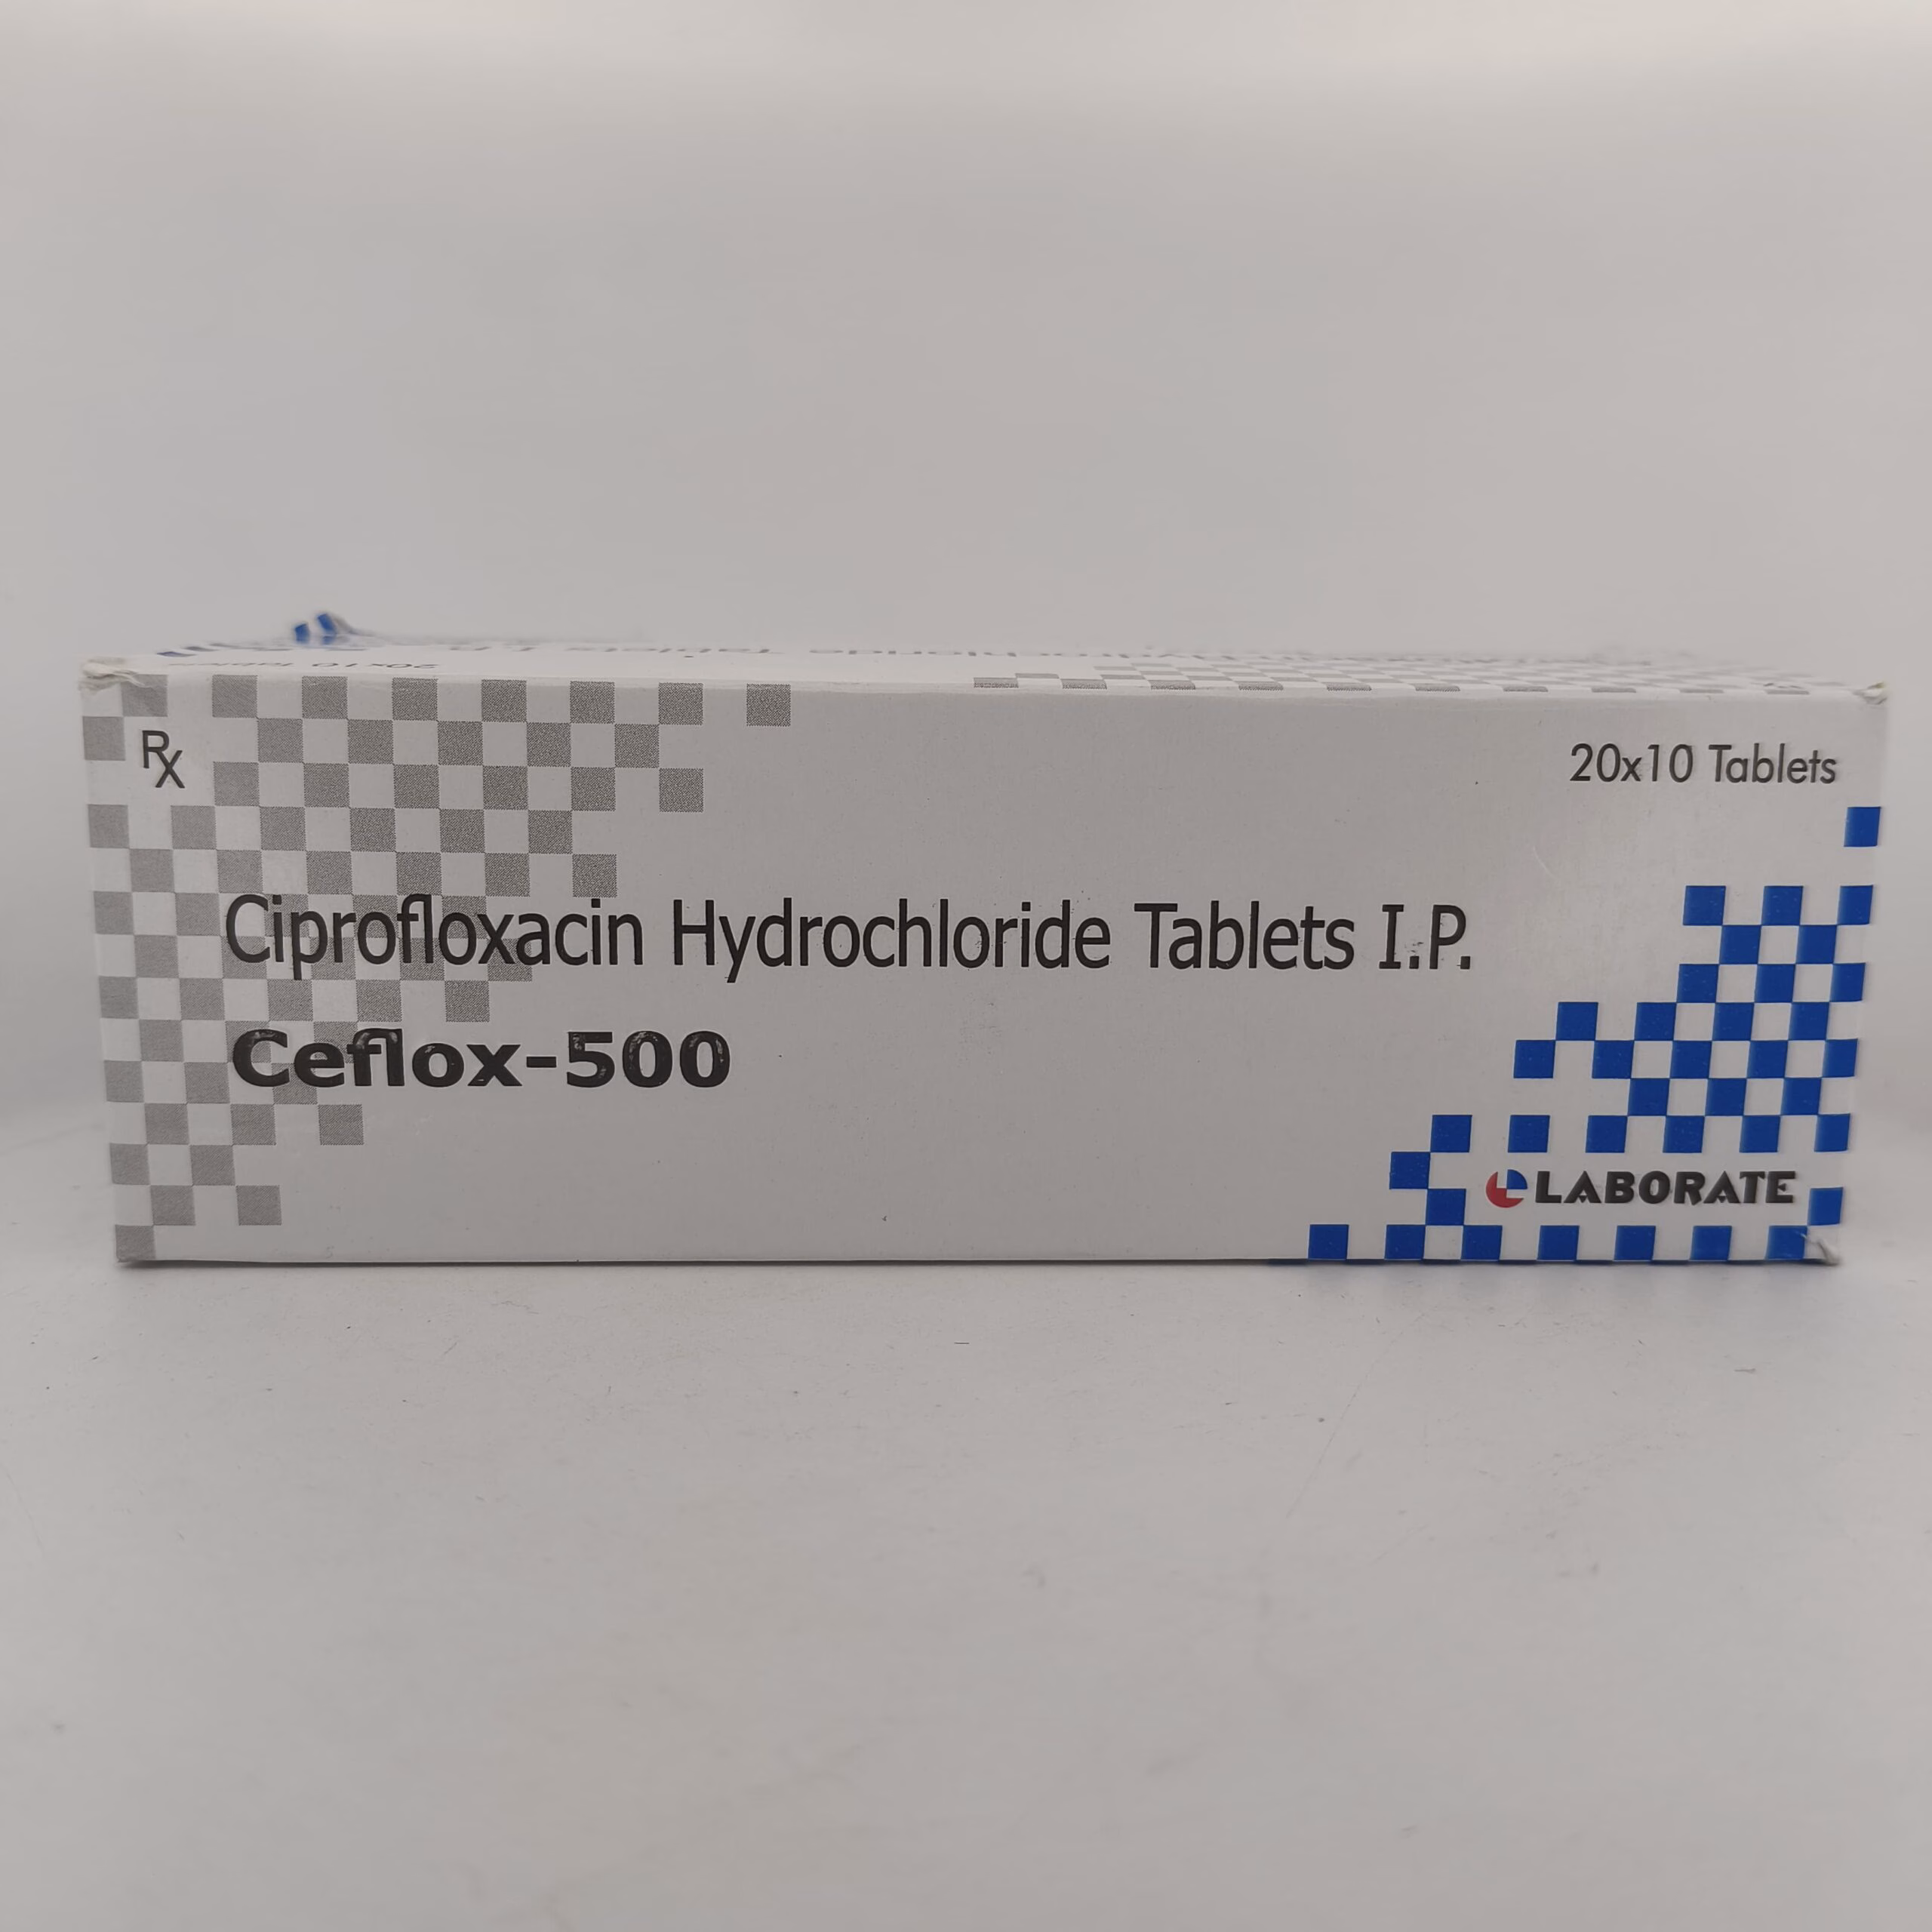 Rx
20x10 Tablets
Ciprofloxacin Hydrochloride Tablets I.P.
Ceflox-500
LABORATE